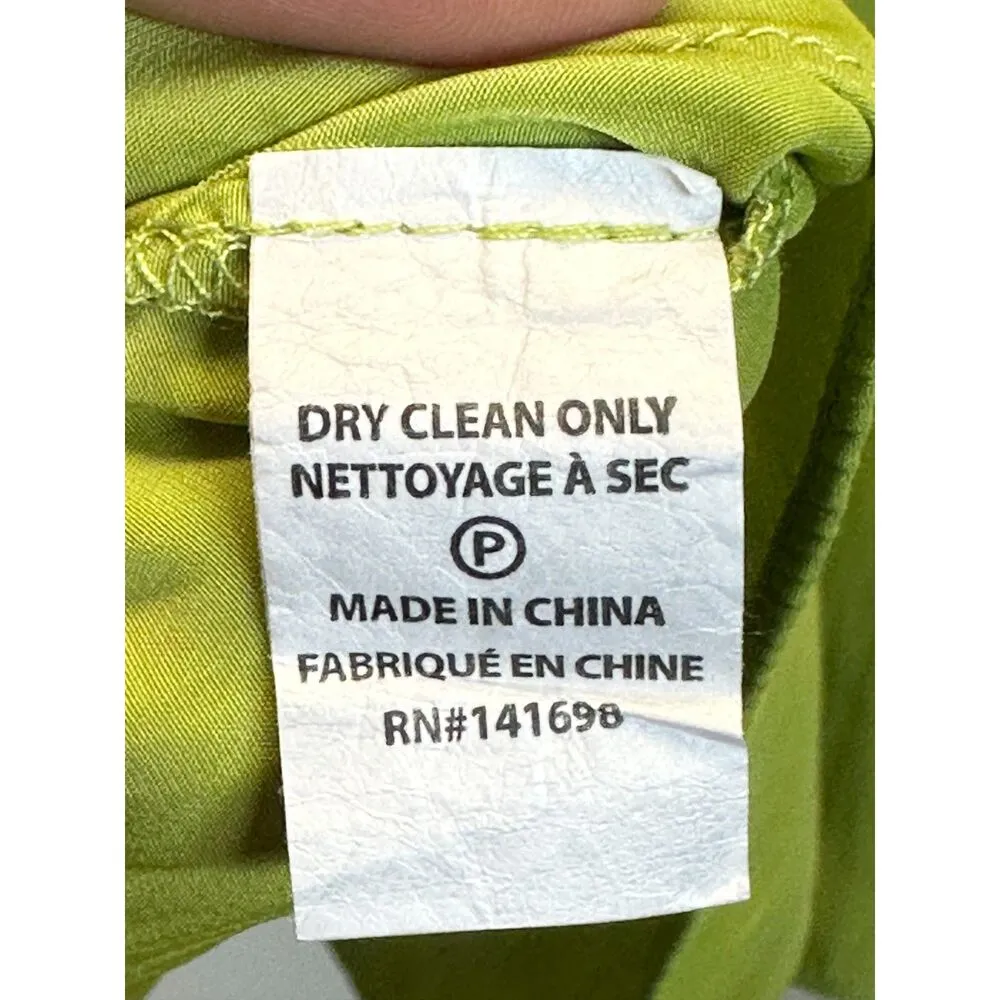 DRY CLEAN ONLY
NETTOYAGE À SEC
P
MADE IN CHINA
FABRIQUÉ EN CHINE
RN#141698